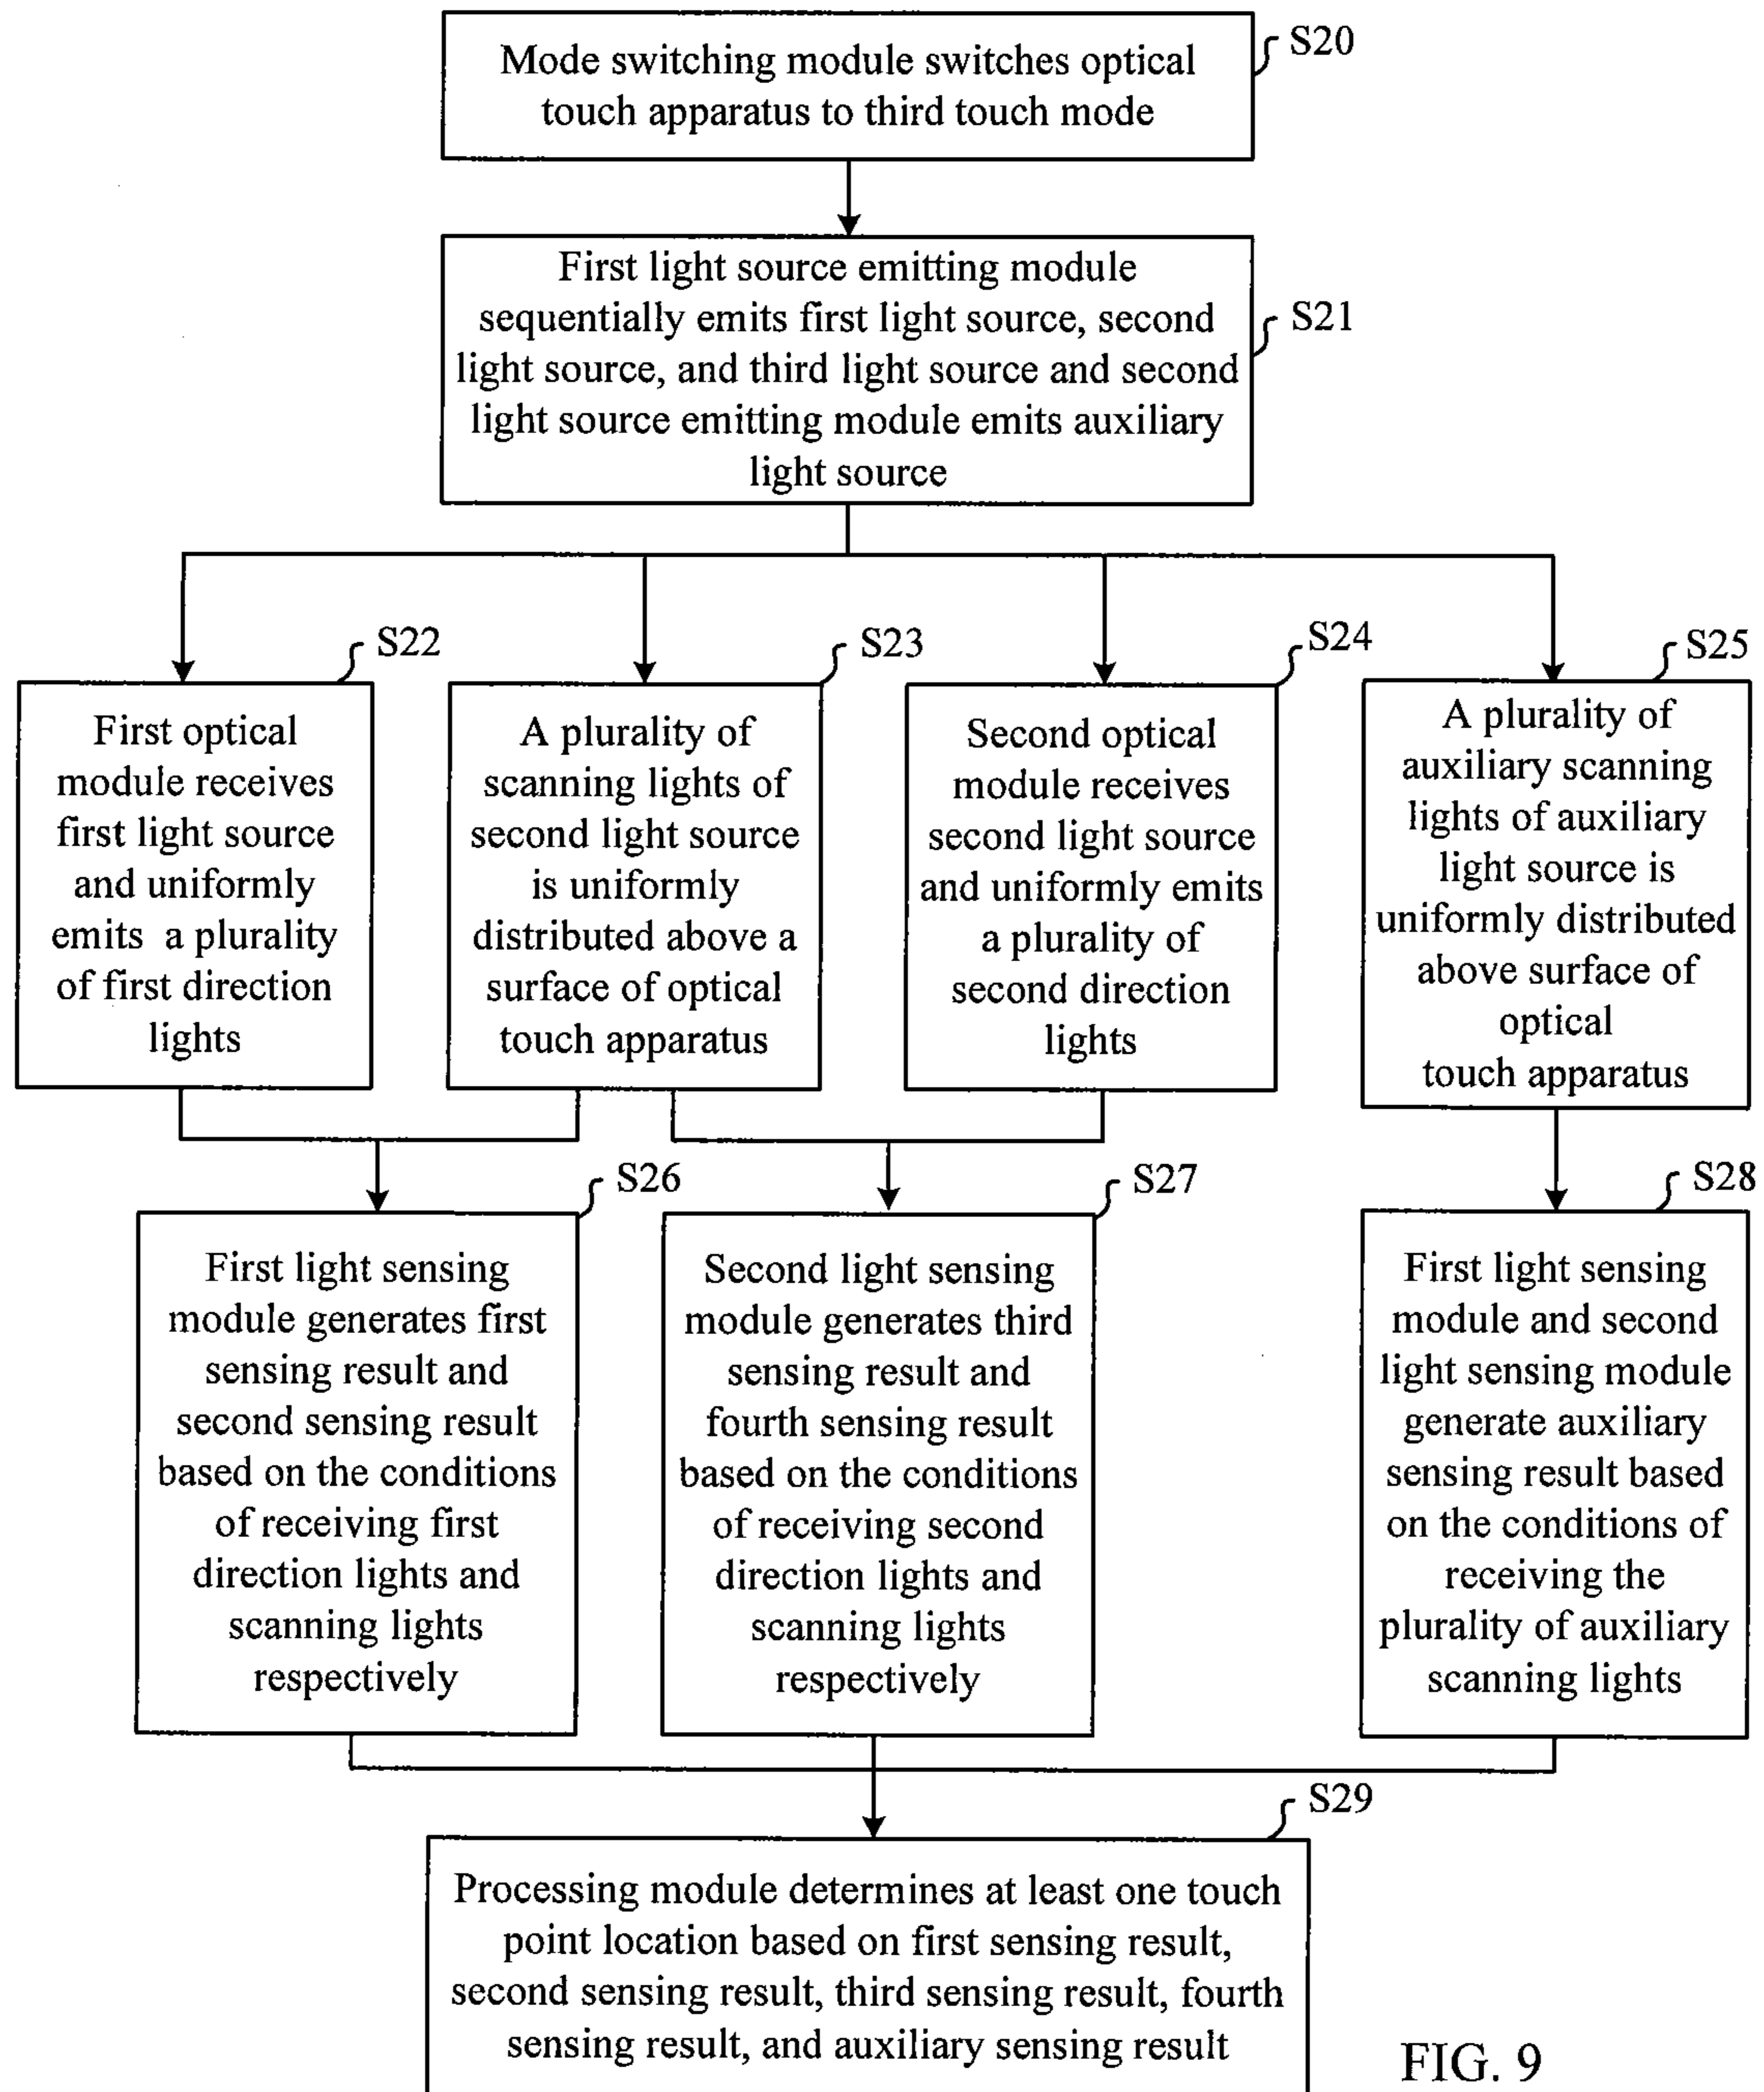 Mode switching module switches optical
touch apparatus to third touch mode
S20
First light source emitting module
sequentially emits first light source, second
light source, and third light source and second
light source emitting module emits auxiliary
light source
S21
S22
First optical
module receives
first light source
and uniformly
emits a plurality
of first direction
lights
S23
A plurality of
scanning lights of
second light source
is uniformly
distributed above a
surface of optical
touch apparatus
S24
Second optical
module receives
second light source
and uniformly emits
a plurality of
second direction
lights
S25
A plurality of
auxiliary scanning
lights of auxiliary
light source is
uniformly distributed
above surface of
optical
touch apparatus
S26
First light sensing
module generates first
sensing result and
second sensing result
based on the conditions
of receiving first
direction lights and
scanning lights
respectively
S27
Second light sensing
module generates third
sensing result and
fourth sensing result
based on the conditions
of receiving second
direction lights and
scanning lights
respectively
S28
First light sensing
module and second
light sensing module
generate auxiliary
sensing result based
on the conditions of
receiving the
plurality of auxiliary
scanning lights
S29
Processing module determines at least one touch
point location based on first sensing result,
second sensing result, third sensing result, fourth
sensing result, and auxiliary sensing result
FIG. 9